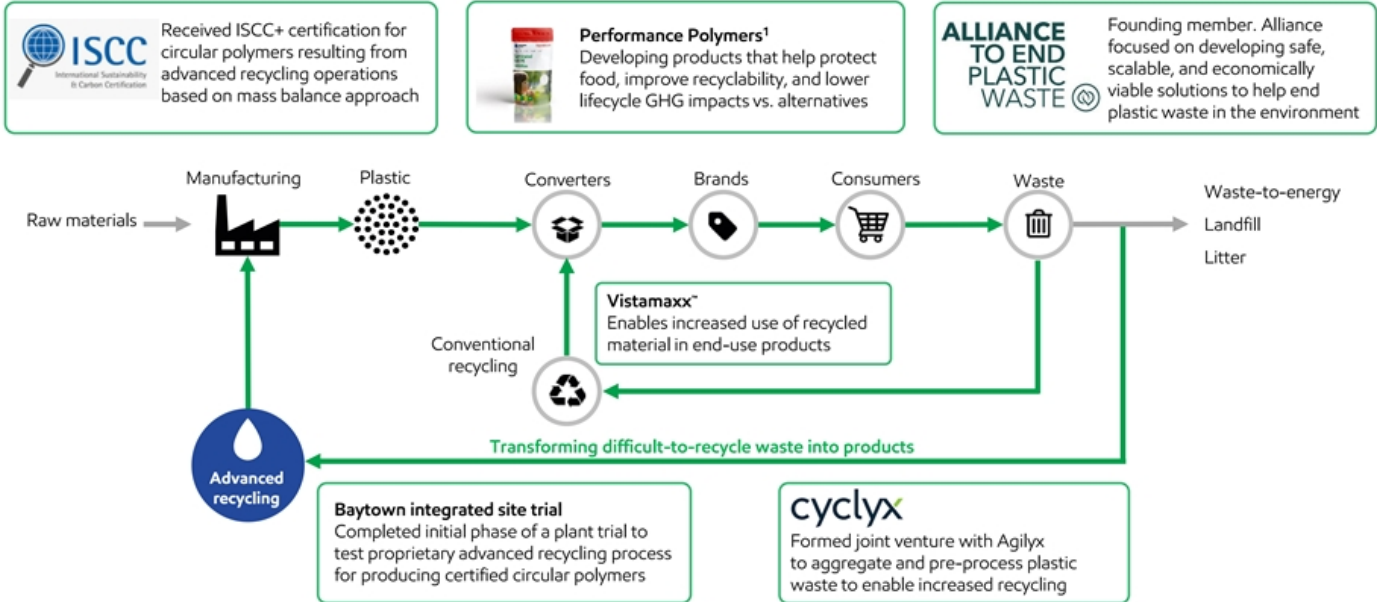 ISCC
International Sustainability
& Carbon Certification
Received ISCC+ certification for
circular polymers resulting from
advanced recycling operations
based on mass balance approach
Performance Polymers¹
Developing products that help protect
food, improve recyclability, and lower
lifecycle GHG impacts vs. alternatives
ALLIANCE
TO END
PLASTIC
WASTE
Founding member. Alliance
focused on developing safe,
scalable, and economically
viable solutions to help end
plastic waste in the environment
Raw materials
Manufacturing
Plastic
Converters
Brands
Consumers
Waste
Waste-to-energy
Landfill
Litter
Vistamaxx™
Enables increased use of recycled
material in end-use products
Conventional
recycling
Transforming difficult-to-recycle waste into products
Advanced
recycling
Baytown integrated site trial
Completed initial phase of a plant trial to
test proprietary advanced recycling process
for producing certified circular polymers
cyclyx
Formed joint venture with Agilyx
to aggregate and pre-process plastic
waste to enable increased recycling